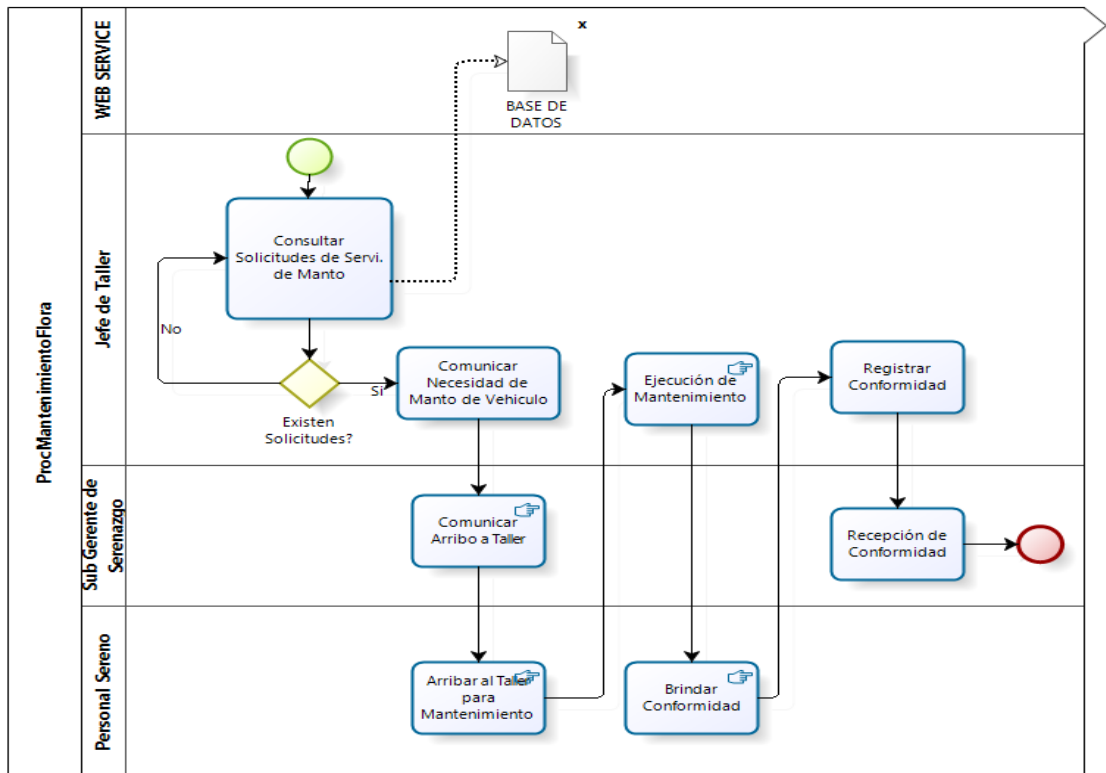 ProcMantenimientoFlora
WEB SERVICE
x
BASE DE
DATOS
Jefe de Taller
Consultar
Solicitudes de Servi.
de Manto
No
Existen
Solicitudes?
Si
Comunicar
Necesidad de
Manto de Vehiculo
Ejecución de
Mantenimiento
Registrar
Conformidad
Sub Gerente de
Serenazgo
Comunicar
Arribo a Taller
Recepción de
Conformidad
Personal Sereno
Arribar al Taller
para
Mantenimiento
Brindar
Conformidad